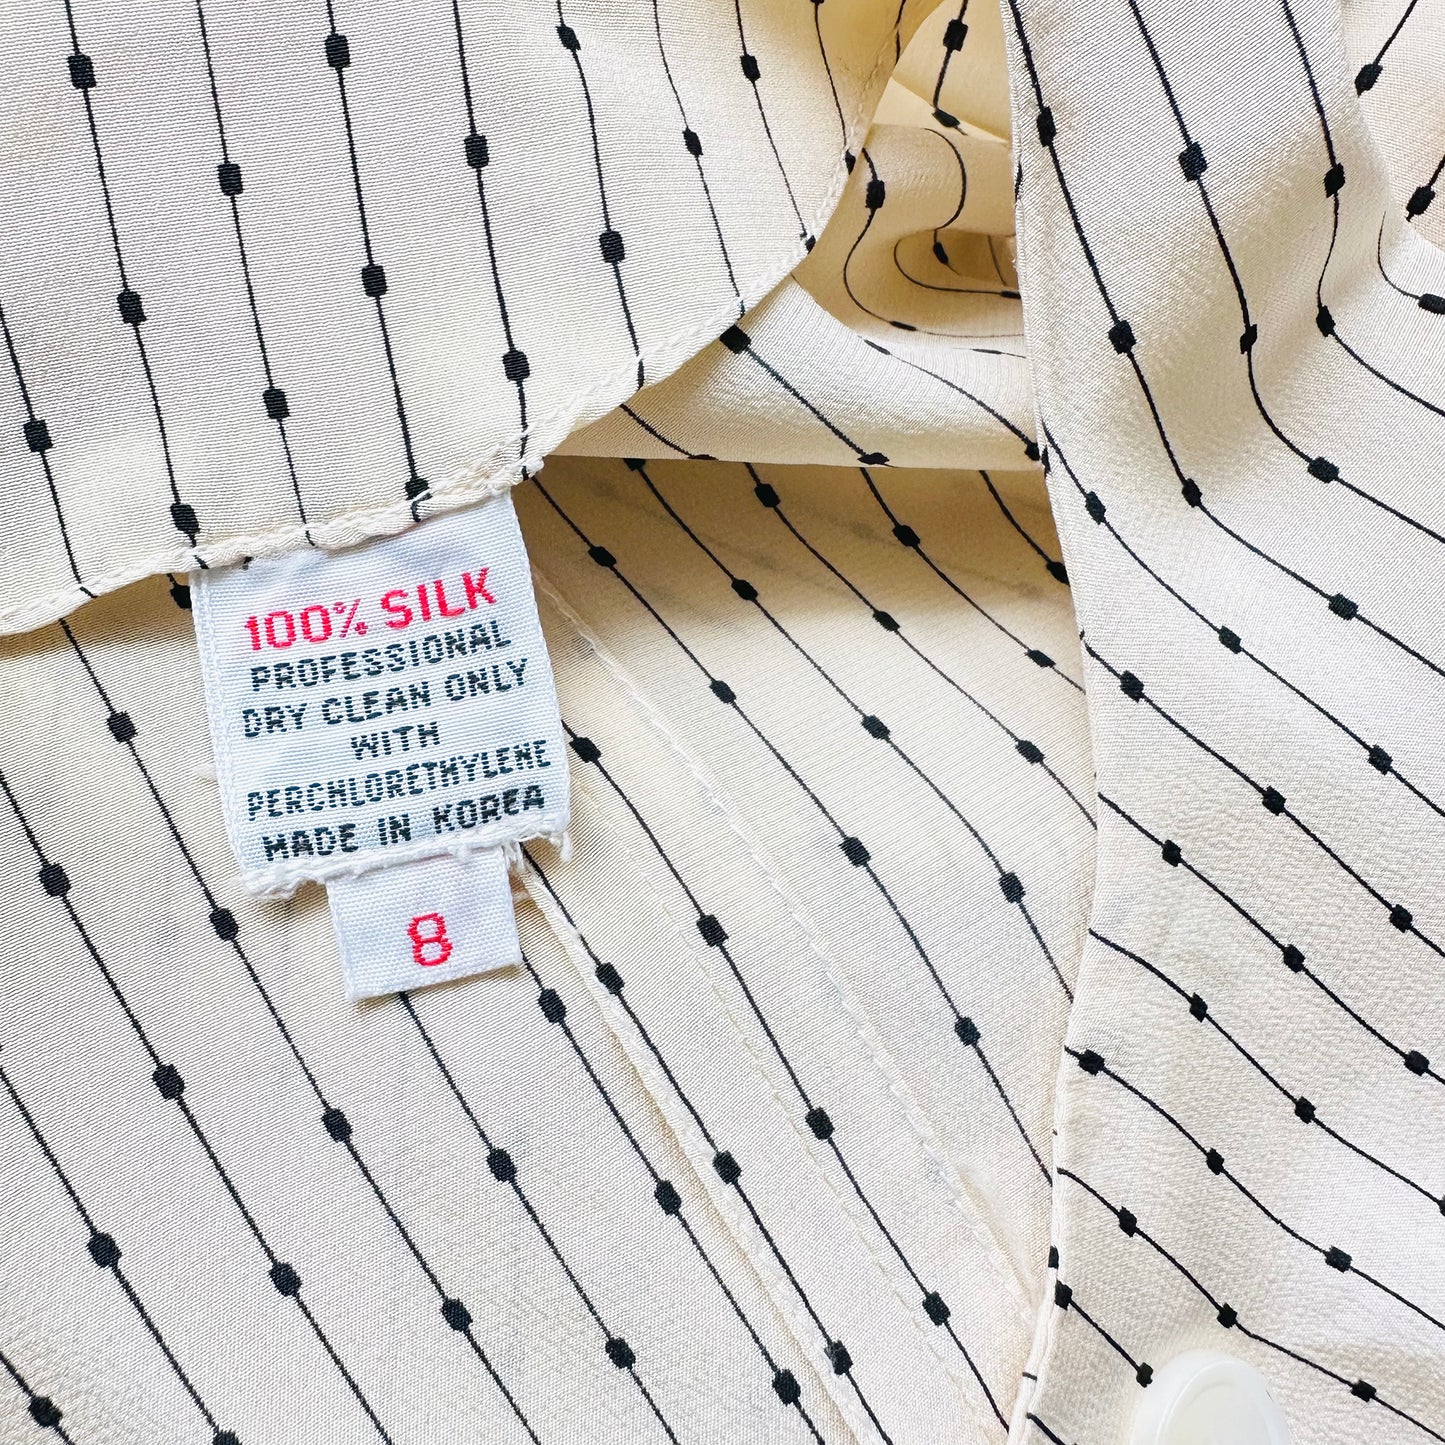 100% SILK
PROFESSIONAL
DRY CLEAN ONLY
WITH
PERCHLORETHYLENE
MADE IN KOREA
8